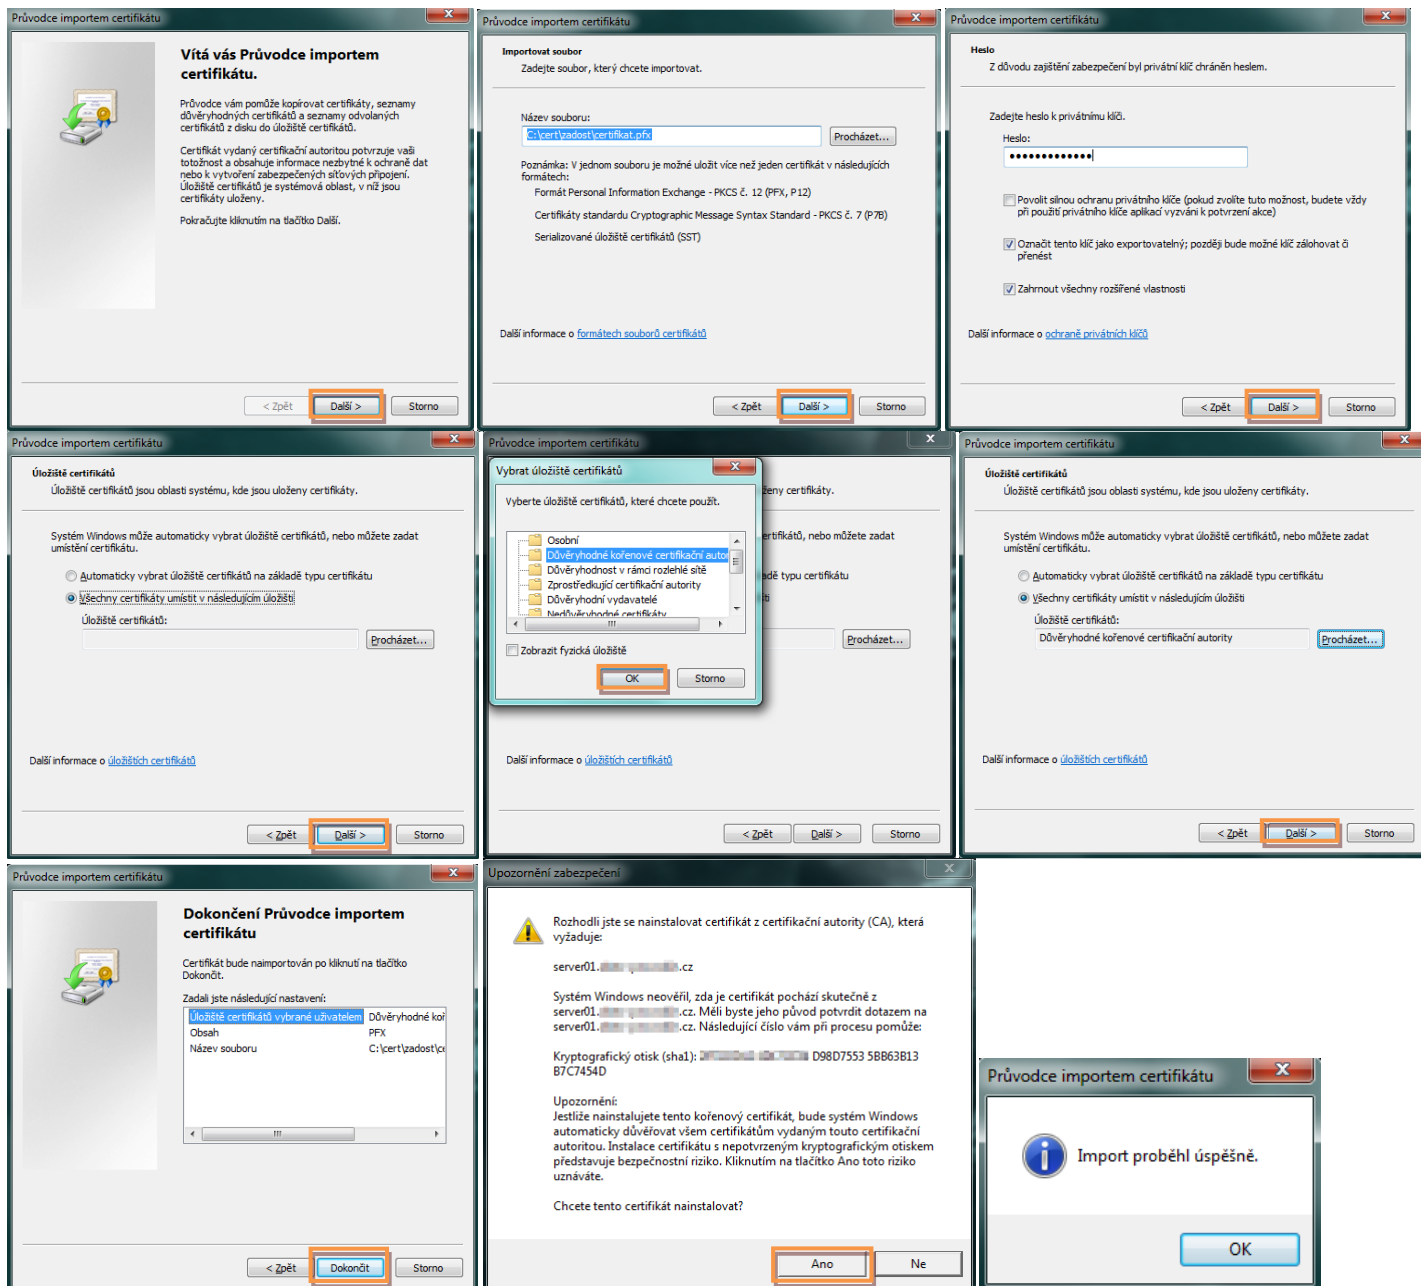 Průvodce importem certifikátu
Vítá vás Průvodce importem
certifikátu.
Průvodce vám pomůže kopírovat certifikáty, seznamy
důvěryhodných certifikátů a seznamy odvolaných
certifikátů z disku do úložiště certifikátů.
Certifikát vydaný certifikační autoritou potvrzuje vaši
totožnost a obsahuje informace nezbytné k ochraně dat
nebo k vytvoření zabezpečených síťových připojení.
Úložiště certifikátů je systémová oblast, v níž jsou
certifikáty uloženy.
Pokračujte kliknutím na tlačítko Další.
< Zpět
Další >
Storno
Průvodce importem certifikátu
Importovat soubor
Zadejte soubor, který chcete importovat.
Název souboru:
C:\cert\zadost\certifikat.pfx
Procházet...
Poznámka: V jednom souboru je možné uložit více než jeden certifikát v následujících
formátech:
Formát Personal Information Exchange - PKCS č. 12 (PFX, P12)
Certifikáty standardu Cryptographic Message Syntax Standard - PKCS č. 7 (P7B)
Serializované úložiště certifikátů (SST)
Další informace o formátech souborů certifikátů
< Zpět
Další >
Storno
Průvodce importem certifikátu
Heslo
Z důvodu zajištění zabezpečení byl privátní klíč chráněn heslem.
Zadejte heslo k privátnímu klíči.
Heslo:
•••••••••••••
Povolit silnou ochranu privátního klíče (pokud zvolíte tuto možnost, budete vždy
při použití privátního klíče aplikací vyzváni k potvrzení akce)
Označit tento klíč jako exportovatelný; později bude možné klíč zálohovat či
přenést
Zahrnout všechny rozšířené vlastnosti
Další informace o ochraně privátních klíčů
< Zpět
Další >
Storno
Průvodce importem certifikátu
Úložiště certifikátů
Úložiště certifikátů jsou oblasti systému, kde jsou uloženy certifikáty.
Systém Windows může automaticky vybrat úložiště certifikátů, nebo můžete zadat
umístění certifikátu.
Automaticky vybrat úložiště certifikátů na základě typu certifikátu
Všechny certifikáty umístit v následujícím úložišti
Úložiště certifikátů:
Procházet...
Další informace o úložištích certifikátů
< Zpět
Další >
Storno
Průvodce importem certifikátu
Vybrat úložiště certifikátů
Vyberte úložiště certifikátů, které chcete použít.
Osobní
Důvěryhodné kořenové certifikační autor
Důvěryhodnost v rámci rozlehlé sítě
Zprostředkující certifikační autority
Důvěryhodní vydavatelé
Nedůvěryhodné certifikáty
Zobrazit fyzická úložiště
OK
Storno
ženy certifikáty.
ertifikátů, nebo můžete zadat
adě typu certifikátu
ti
Procházet...
Další informace o úložištích certifikátů
< Zpět
Další >
Storno
Průvodce importem certifikátu
Úložiště certifikátů
Úložiště certifikátů jsou oblasti systému, kde jsou uloženy certifikáty.
Systém Windows může automaticky vybrat úložiště certifikátů, nebo můžete zadat
umístění certifikátu.
Automaticky vybrat úložiště certifikátů na základě typu certifikátu
Všechny certifikáty umístit v následujícím úložišti
Úložiště certifikátů:
Důvěryhodné kořenové certifikační autority
Procházet...
Další informace o úložištích certifikátů
< Zpět
Další >
Storno
Průvodce importem certifikátu
Dokončení Průvodce importem
certifikátu
Certifikát bude naimportován po kliknutí na tlačítko
Dokončit.
Zadali jste následující nastavení:
Úložiště certifikátů vybrané uživatelem Důvěryhodné koř
Obsah PFX
Název souboru C:\cert\zadost\ce
< Zpět
Dokončit
Storno
Upozornění zabezpečení
Rozhodli jste se nainstalovat certifikát z certifikační autority (CA), která
vyžaduje:
server01. .cz
Systém Windows neověřil, zda je certifikát pochází skutečně z
server01. .cz. Měli byste jeho původ potvrdit dotazem na
server01. .cz. Následující číslo vám při procesu pomůže:
Kryptografický otisk (sha1): D98D7553 5BB63B13
B7C7454D
Upozornění:
Jestliže nainstalujete tento kořenový certifikát, bude systém Windows
automaticky důvěřovat všem certifikátům vydaným touto certifikační
autoritou. Instalace certifikátu s nepotvrzeným kryptografickým otiskem
představuje bezpečnostní riziko. Kliknutím na tlačítko Ano toto riziko
uznáváte.
Chcete tento certifikát nainstalovat?
Ano
Ne
Průvodce importem certifikátu
Import proběhl úspěšně.
OK